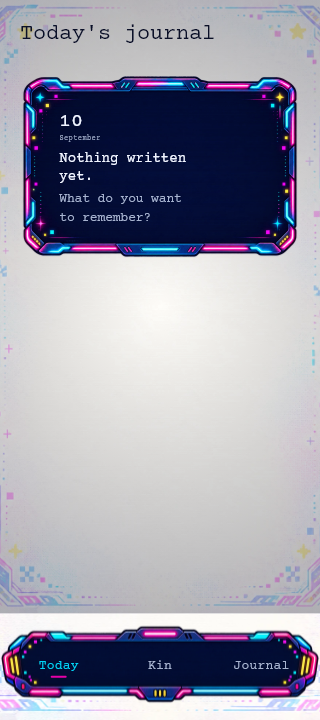 Today's journal
10
September
Nothing written
yet.
What do you want
to remember?
Today
Kin
Journal